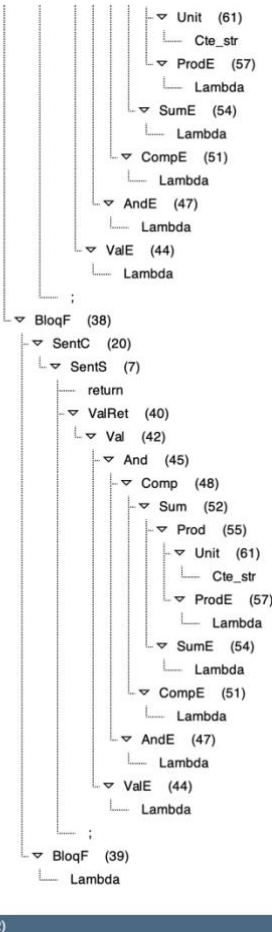 Unit (61)
Cte_str
ProdE (57)
Lambda
SumE (54)
Lambda
CompE (51)
Lambda
AndE (47)
Lambda
ValE (44)
Lambda
;
BloqF (38)
SentC (20)
SentS (7)
return
ValRet (40)
Val (42)
And (45)
Comp (48)
Sum (52)
Prod (55)
Unit (61)
Cte_str
ProdE (57)
Lambda
SumE (54)
Lambda
CompE (51)
Lambda
AndE (47)
Lambda
ValE (44)
Lambda
;
BloqF (39)
Lambda